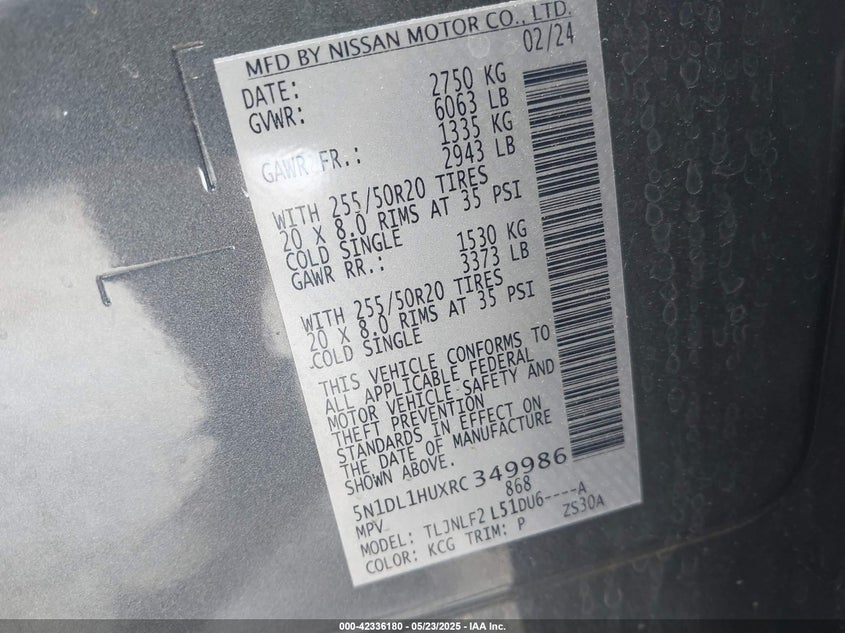 MFD BY NISSAN MOTOR CO., LTD.
DATE: 02/24
GVWR: 2750 KG
6063 LB
GAWR FR.: 1335 KG
2943 LB
WITH 255/50R20 TIRES
20 X 8.0 RIMS AT 35 PSI
COLD SINGLE
GAWR RR.: 1530 KG
3373 LB
WITH 255/50R20 TIRES
20 X 8.0 RIMS AT 35 PSI
COLD SINGLE
THIS VEHICLE CONFORMS TO
ALL APPLICABLE FEDERAL
MOTOR VEHICLE SAFETY AND
THEFT PREVENTION
STANDARDS IN EFFECT ON
THE DATE OF MANUFACTURE
SHOWN ABOVE.
5N1DL1HUXRC349986
MPV 868
MODEL: TLJNLF2 L51DU6----A
COLOR: KCG TRIM: P ZS30A
000-42336180 - 05/23/2025 - IAA Inc.